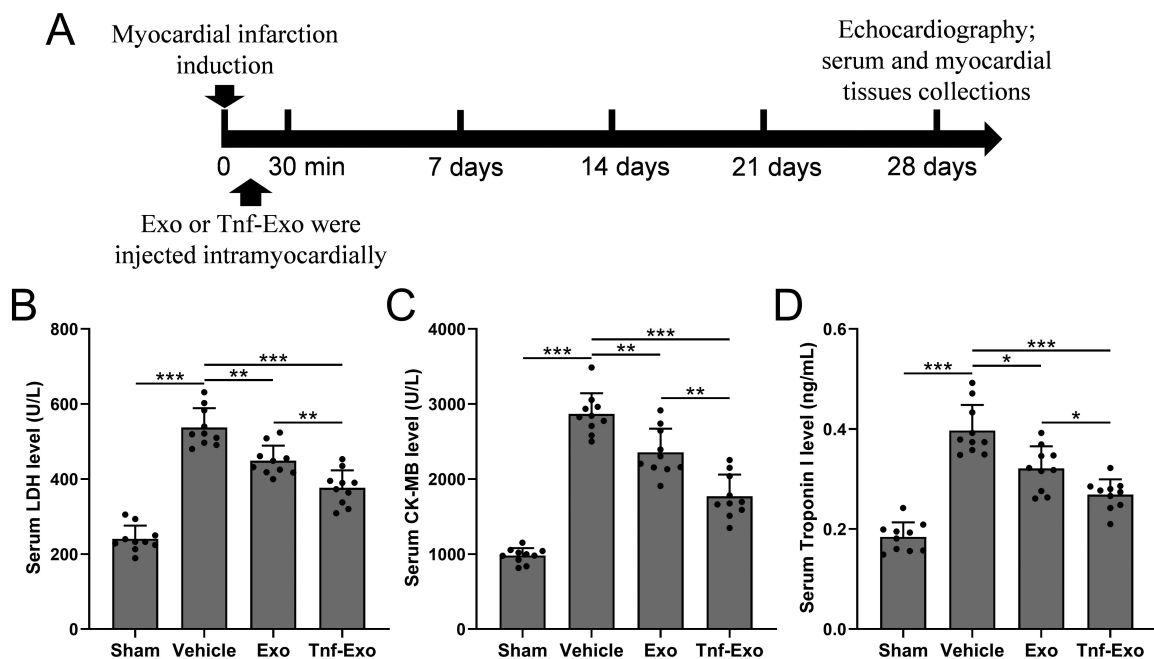 A
Myocardial infarction
induction
Echocardiography;
serum and myocardial
tissues collections
0 30 min 7 days 14 days 21 days 28 days
Exo or Tnf-Exo were
injected intramyocardially
B
Serum LDH level (U/L)
800
600
400
200
0
***
**
***
**
Sham Vehicle Exo Tnf-Exo
C
Serum CK-MB level (U/L)
4000
3000
2000
1000
0
***
**
***
**
Sham Vehicle Exo Tnf-Exo
D
Serum Troponin I level (ng/mL)
0.6
0.4
0.2
0.0
***
*
***
*
Sham Vehicle Exo Tnf-Exo